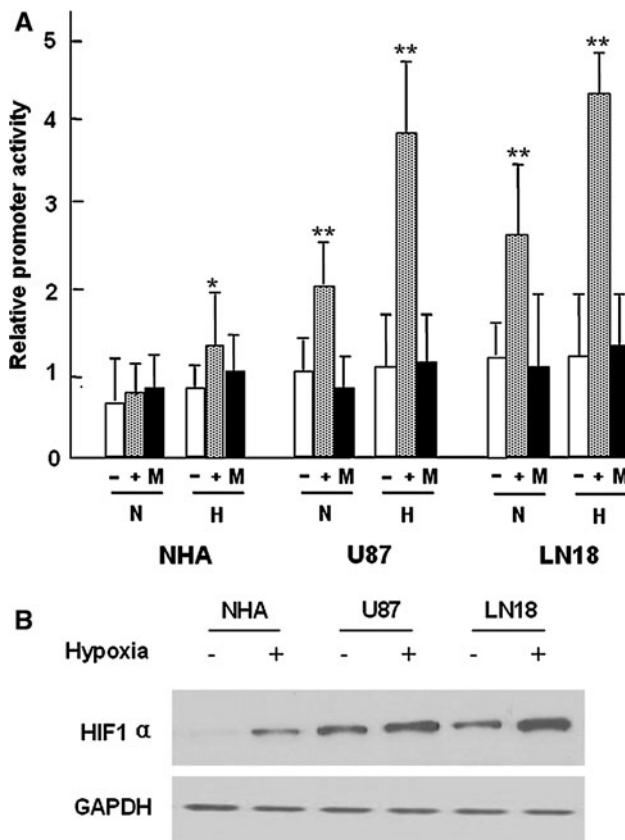 A
Relative promoter activity
5
4
3
2
1
0
** ** ** ** *
- + M - + M - + M - + M - + M - + M
N H N H N H
NHA U87 LN18
B
NHA U87 LN18
Hypoxia - + - + - +
HIF1 α
GAPDH